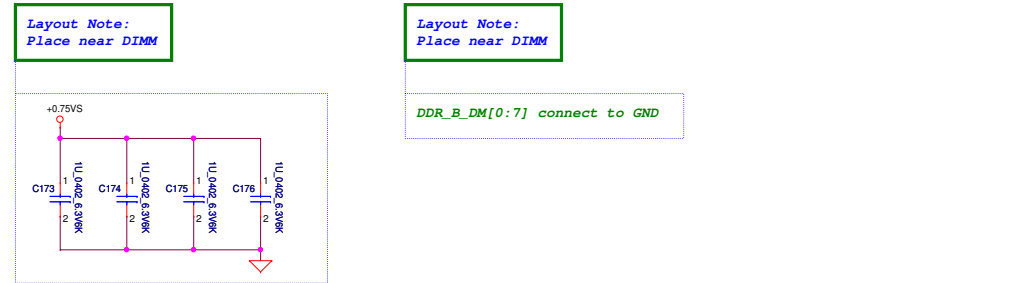 Layout Note:
Place near DIMM
Layout Note:
Place near DIMM
+0.75VS
DDR_B_DM[0:7] connect to GND
C173
1
2
1U_0402_6.3V6K
C174
1
2
1U_0402_6.3V6K
C175
1
2
1U_0402_6.3V6K
C176
1
2
1U_0402_6.3V6K